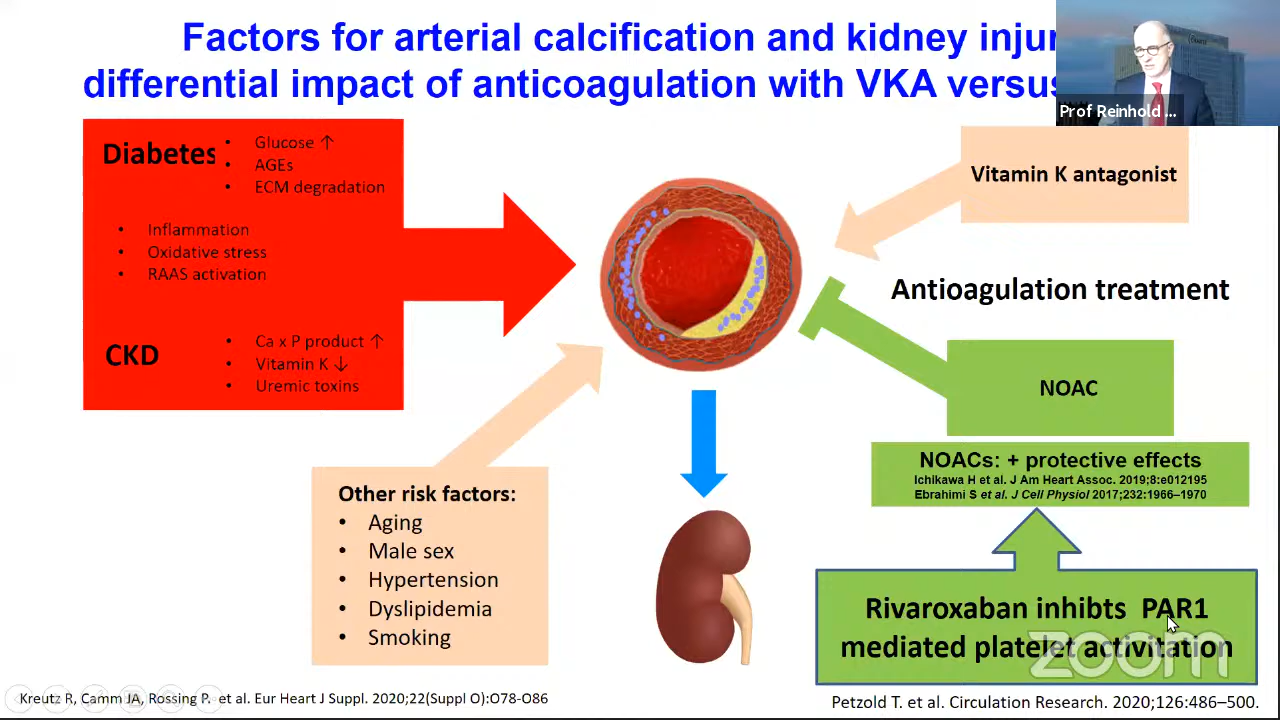 Factors for arterial calcification and kidney injur
differential impact of anticoagulation with VKA versus
Prof Reinhold ...
Diabetes
• Glucose ↑
• AGEs
• ECM degradation
• Inflammation
• Oxidative stress
• RAAS activation
CKD
• Ca x P product ↑
• Vitamin K ↓
• Uremic toxins
Vitamin K antagonist
Antioagulation treatment
NOAC
NOACs: + protective effects
Ichikawa H et al. J Am Heart Assoc. 2019;8:e012195
Ebrahimi S et al. J Cell Physiol 2017;232:1966–1970
Other risk factors:
• Aging
• Male sex
• Hypertension
• Dyslipidemia
• Smoking
Rivaroxaban inhibts PAR1
mediated platelet activitation
zoom
Kreutz R, Camm JA, Rossing P. et al. Eur Heart J Suppl. 2020;22(Suppl O):O78-O86
Petzold T. et al. Circulation Research. 2020;126:486–500.